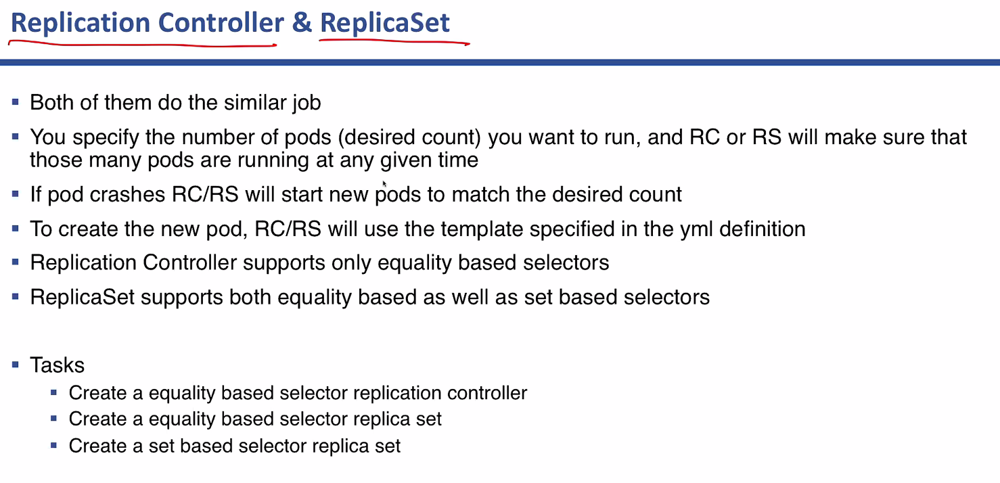 Replication Controller & ReplicaSet
Both of them do the similar job
You specify the number of pods (desired count) you want to run, and RC or RS will make sure that
those many pods are running at any given time
If pod crashes RC/RS will start new pods to match the desired count
To create the new pod, RC/RS will use the template specified in the yml definition
Replication Controller supports only equality based selectors
ReplicaSet supports both equality based as well as set based selectors
Tasks
Create a equality based selector replication controller
Create a equality based selector replica set
Create a set based selector replica set